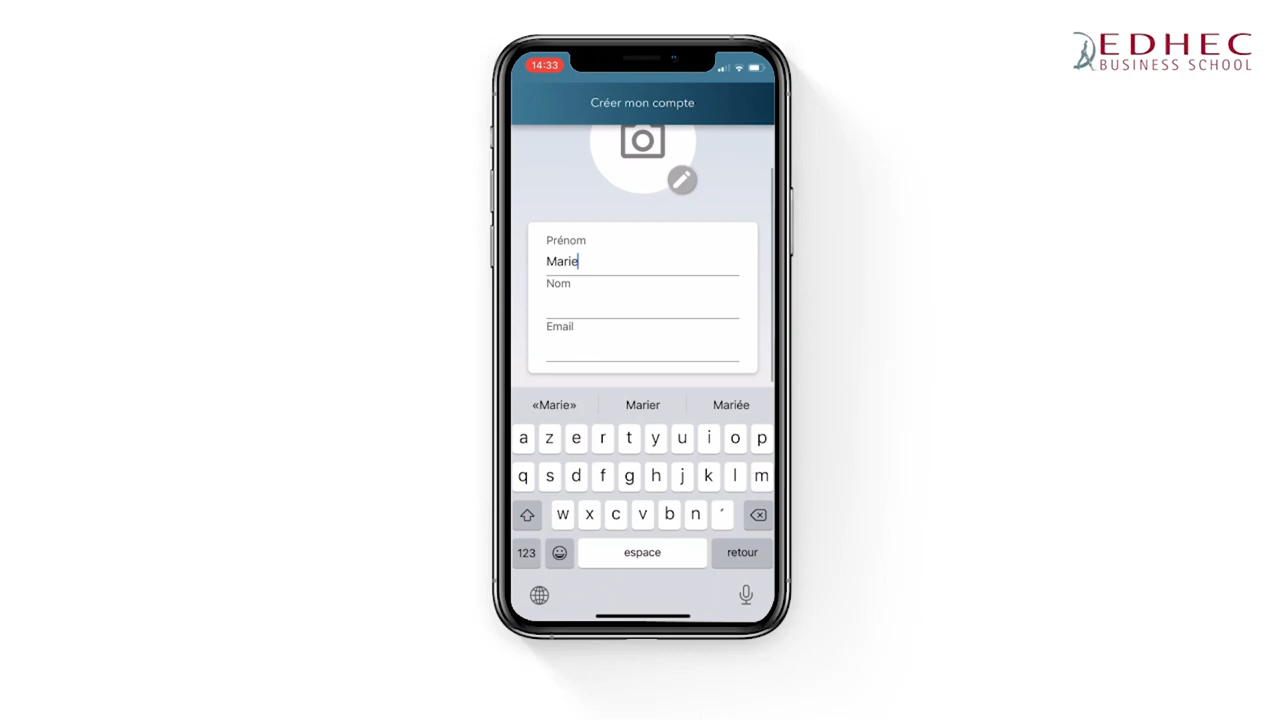 EDHEC
BUSINESS SCHOOL
14:33
Créer mon compte
Prénom
Marie
Nom
Email
«Marie» Marier Mariée
a z e r t y u i o p
q s d f g h j k l m
w x c v b n ´
123 espace retour